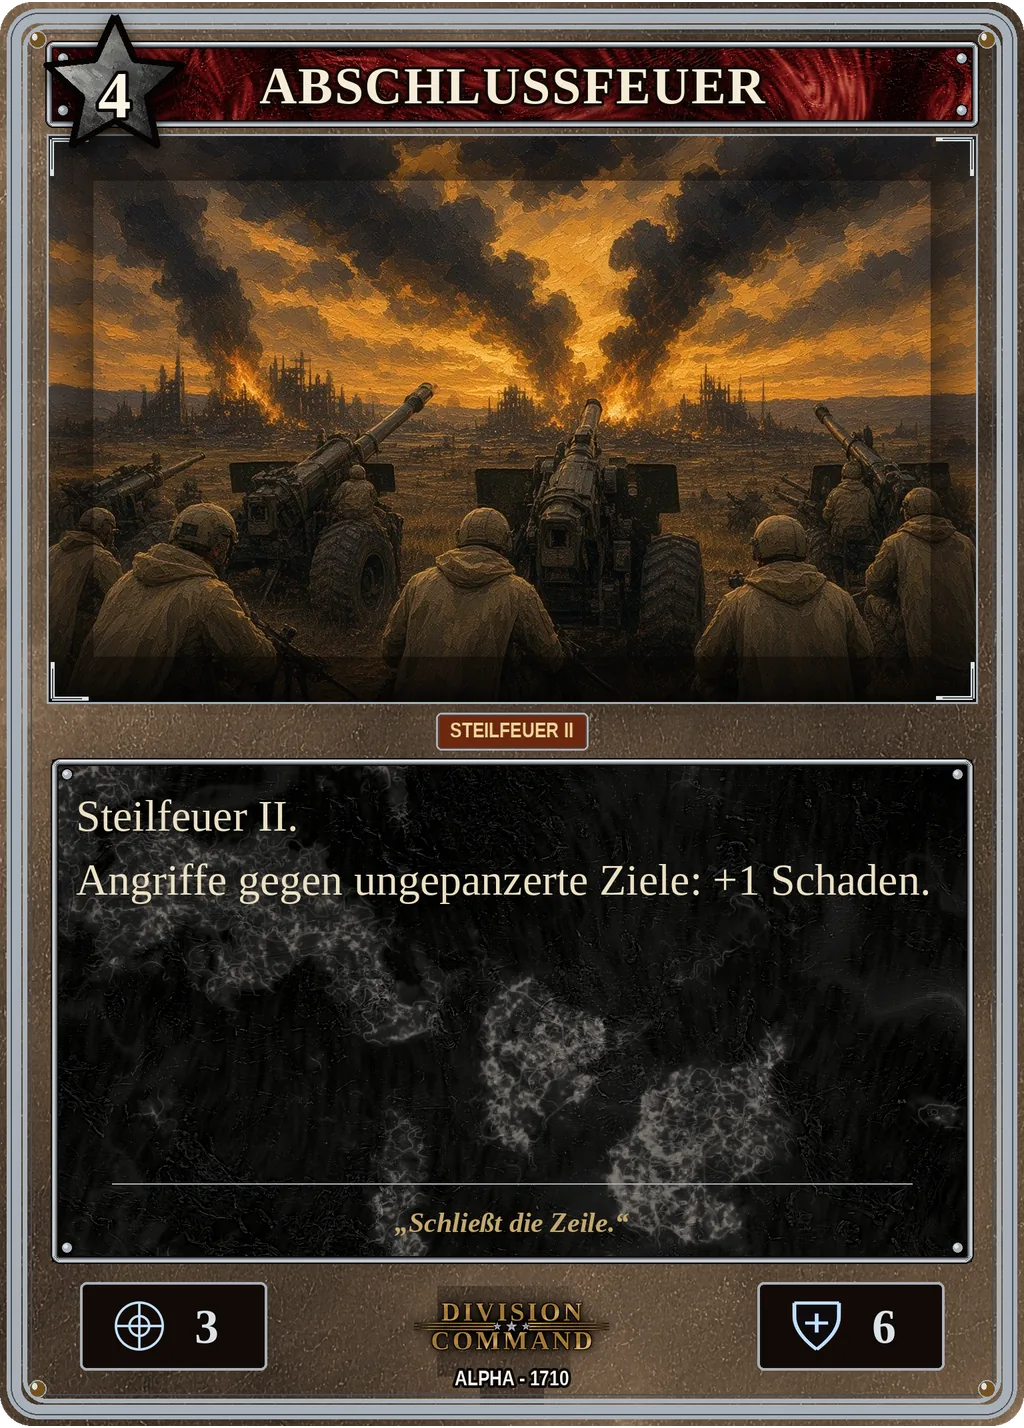 4
ABSCHLUSSFEUER
STEILFEUER II
Steilfeuer II.
Angriffe gegen ungepanzerte Ziele: +1 Schaden.
„Schließt die Zeile.“
3
DIVISION
COMMAND
ALPHA - 1710
6